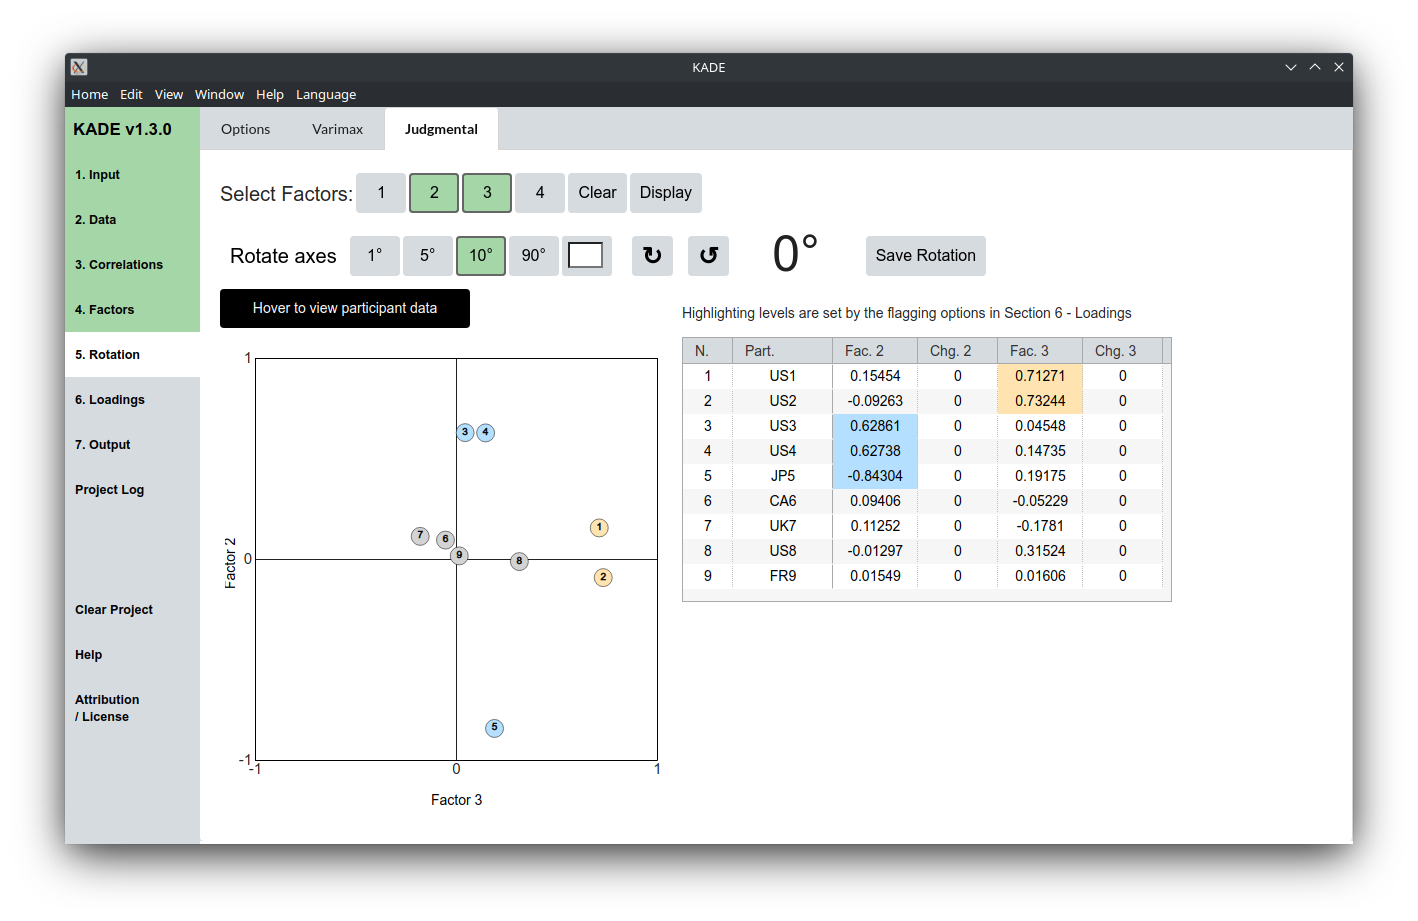 KADE
Home Edit View Window Help Language
KADE v1.3.0
1. Input
2. Data
3. Correlations
4. Factors
5. Rotation
6. Loadings
7. Output
Project Log
Clear Project
Help
Attribution
/ License
Options Varimax Judgmental
Select Factors: 1 2 3 4 Clear Display
Rotate axes 1° 5° 10° 90° ↻ ↺ 0° Save Rotation
Hover to view participant data
1
0
-1
-1 0 1
Factor 2
Factor 3
3 4
1
7 6
9 8
2
5
Highlighting levels are set by the flagging options in Section 6 - Loadings
N. Part. Fac. 2 Chg. 2 Fac. 3 Chg. 3
1 US1 0.15454 0 0.71271 0
2 US2 -0.09263 0 0.73244 0
3 US3 0.62861 0 0.04548 0
4 US4 0.62738 0 0.14735 0
5 JP5 -0.84304 0 0.19175 0
6 CA6 0.09406 0 -0.05229 0
7 UK7 0.11252 0 -0.1781 0
8 US8 -0.01297 0 0.31524 0
9 FR9 0.01549 0 0.01606 0